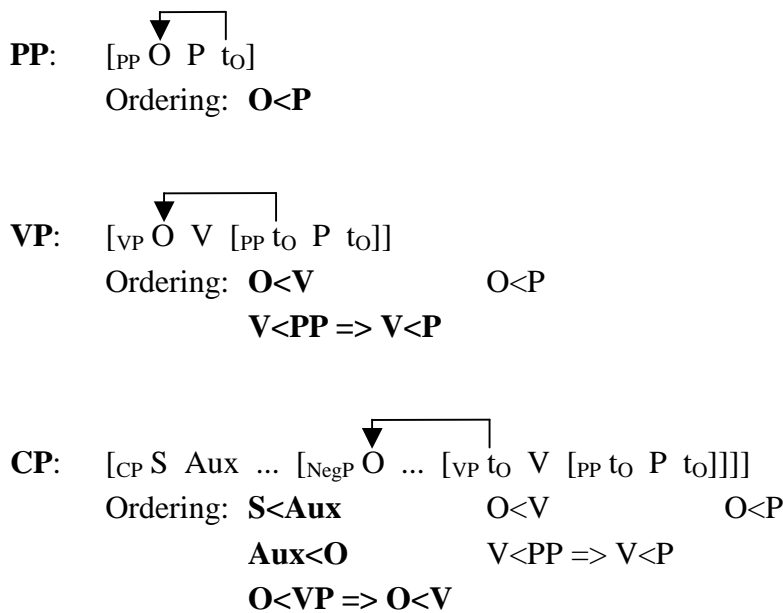 PP: [PP O P tO]
Ordering: O<P
VP: [VP O V [PP tO P tO]]
Ordering: O<V O<P
V<PP => V<P
CP: [CP S Aux ... [NegP O ... [VP tO V [PP tO P tO]]]]
Ordering: S<Aux O<V O<P
Aux<O V<PP => V<P
O<VP => O<V